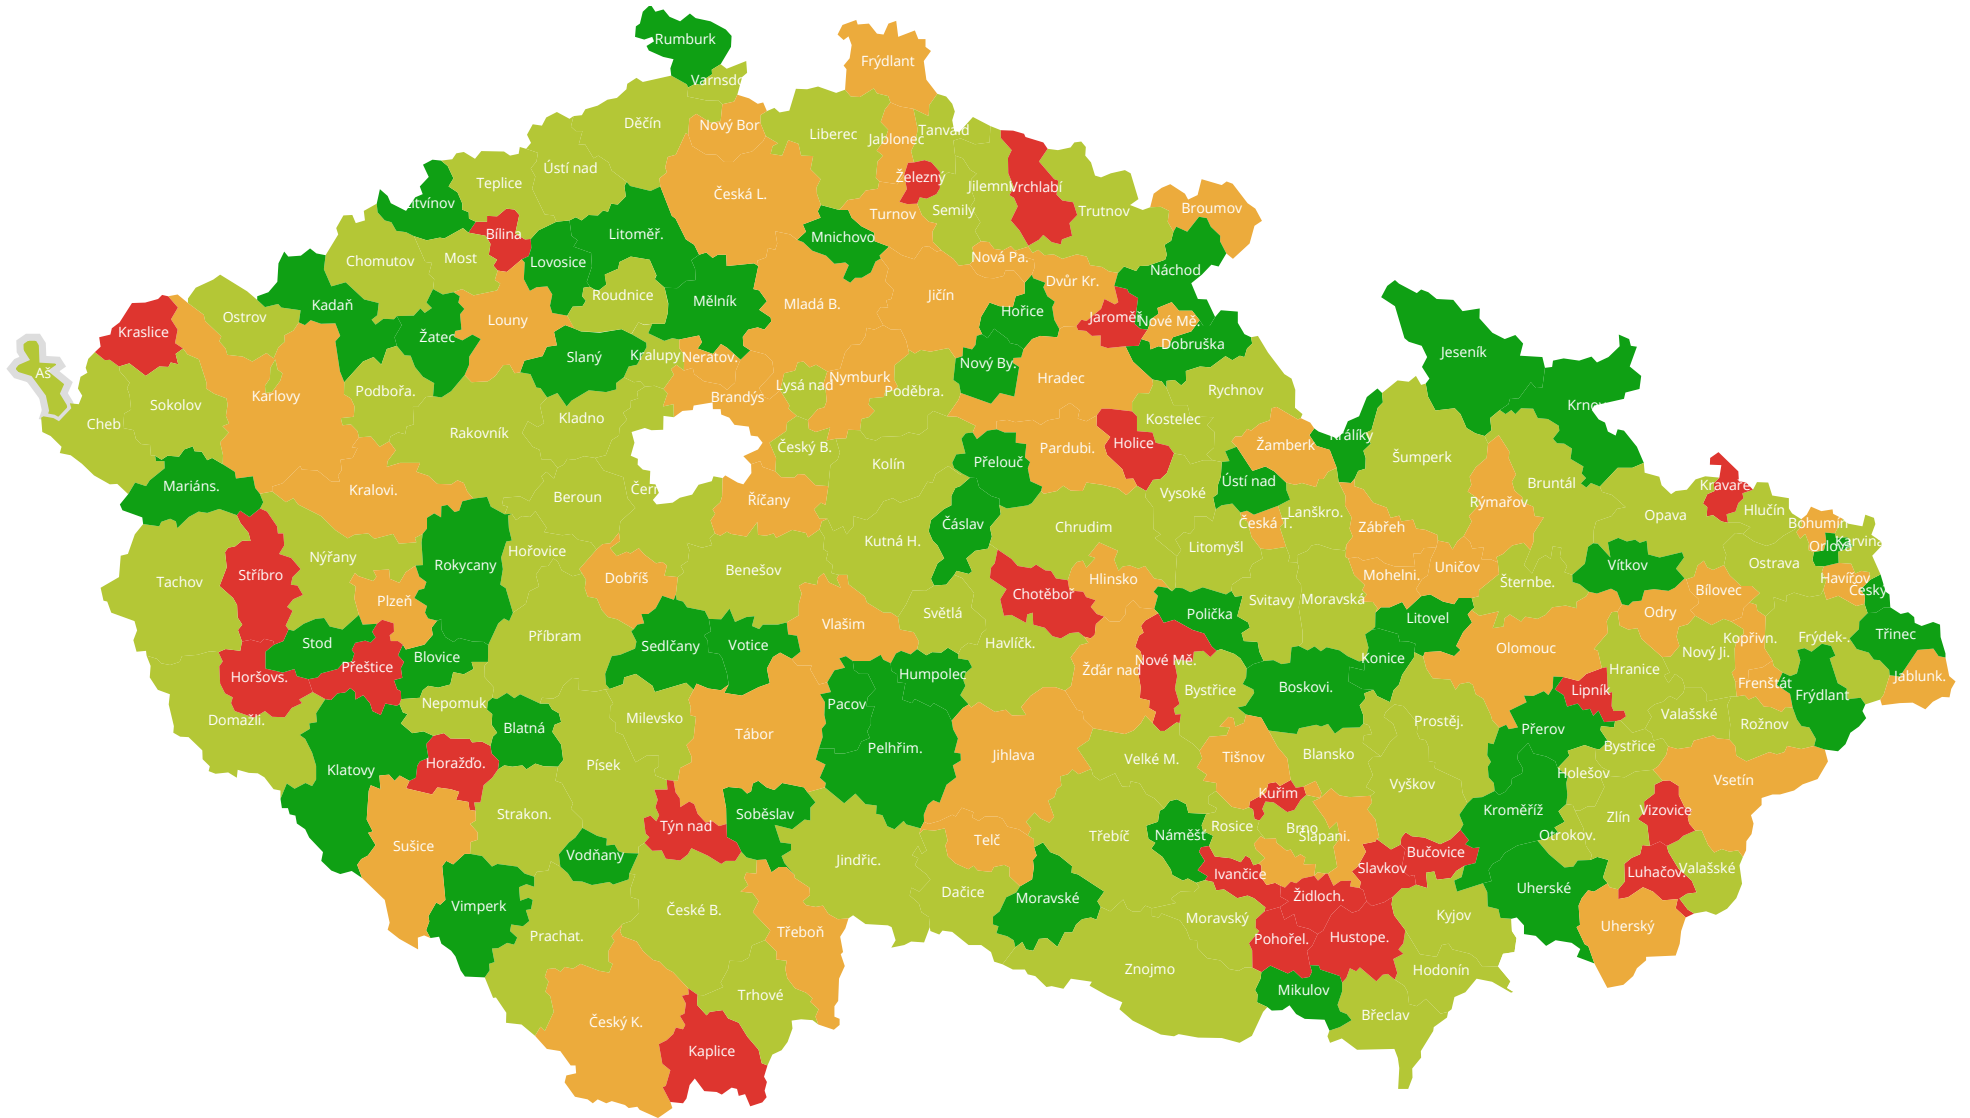 Rumburk
Frýdlant
Varnsdo
Děčín
Nový Bor
Liberec
Jablonec
Tanvald
Ústí nad
Teplice
Železný
Jilemni
Vrchlabí
Česká L.
Litvínov
Turnov
Semily
Trutnov
Broumov
Bílina
Litoměř.
Mnichovo
Chomutov
Most
Lovosice
Nová Pa.
Náchod
Kadaň
Roudnice
Mělník
Mladá B.
Jičín
Dvůr Kr.
Ostrov
Louny
Hořice
Jaroměř
Nové Mě.
Kraslice
Žatec
Slaný
Kralupy
Neratov.
Dobruška
Jeseník
Nový By.
Aš
Podbořa.
Lysá nad
Nymburk
Poděbra.
Hradec
Rychnov
Karlovy
Brandýs
Sokolov
Krnov
Cheb
Kladno
Kostelec
Rakovník
Český B.
Pardubi.
Holice
Žamberk
Králíky
Kolín
Přelouč
Šumperk
Mariáns.
Kralovi.
Beroun
Čern
Říčany
Vysoké
Ústí nad
Bruntál
Kravaře
Rýmařov
Hlučín
Lanškro.
Opava
Čáslav
Chrudim
Česká T.
Zábřeh
Bohumín
Kutná H.
Litomyšl
Orlová
Karviná
Nýřany
Hořovice
Rokycany
Vítkov
Ostrava
Stříbro
Tachov
Dobříš
Benešov
Hlinsko
Mohelni.
Uničov
Šternbe.
Havířov
Český
Plzeň
Chotěboř
Svitavy
Moravská
Bílovec
Světlá
Polička
Litovel
Odry
Vlašim
Příbram
Stod
Sedlčany
Votice
Havlíčk.
Kopřivn.
Frýdek-.
Třinec
Blovice
Konice
Olomouc
Nový Ji.
Přeštice
Nové Mě.
Žďár nad
Hranice
Horšovs.
Humpolec
Boskovi.
Bystřice
Lipník
Frenštát
Jablunk.
Frýdlant
Nepomuk
Pacov
Domažli.
Milevsko
Valašské
Prostěj.
Rožnov
Blatná
Přerov
Tábor
Pelhřim.
Bystřice
Jihlava
Velké M.
Tišnov
Blansko
Klatovy
Horažďo.
Písek
Holešov
Vsetín
Vyškov
Kuřim
Strakon.
Soběslav
Kroměříž
Vizovice
Zlín
Týn nad
Rosice
Brno
Šlapani.
Třebíč
Náměšť
Otrokov.
Sušice
Telč
Vodňany
Jindřic.
Bučovice
Slavkov
Valašské
Luhačov.
Ivančice
Uherské
Dačice
Židloch.
Moravské
Vimperk
České B.
Moravský
Kyjov
Uherský
Třeboň
Prachat.
Pohořel.
Hustope.
Znojmo
Hodonín
Mikulov
Trhové
Břeclav
Český K.
Kaplice